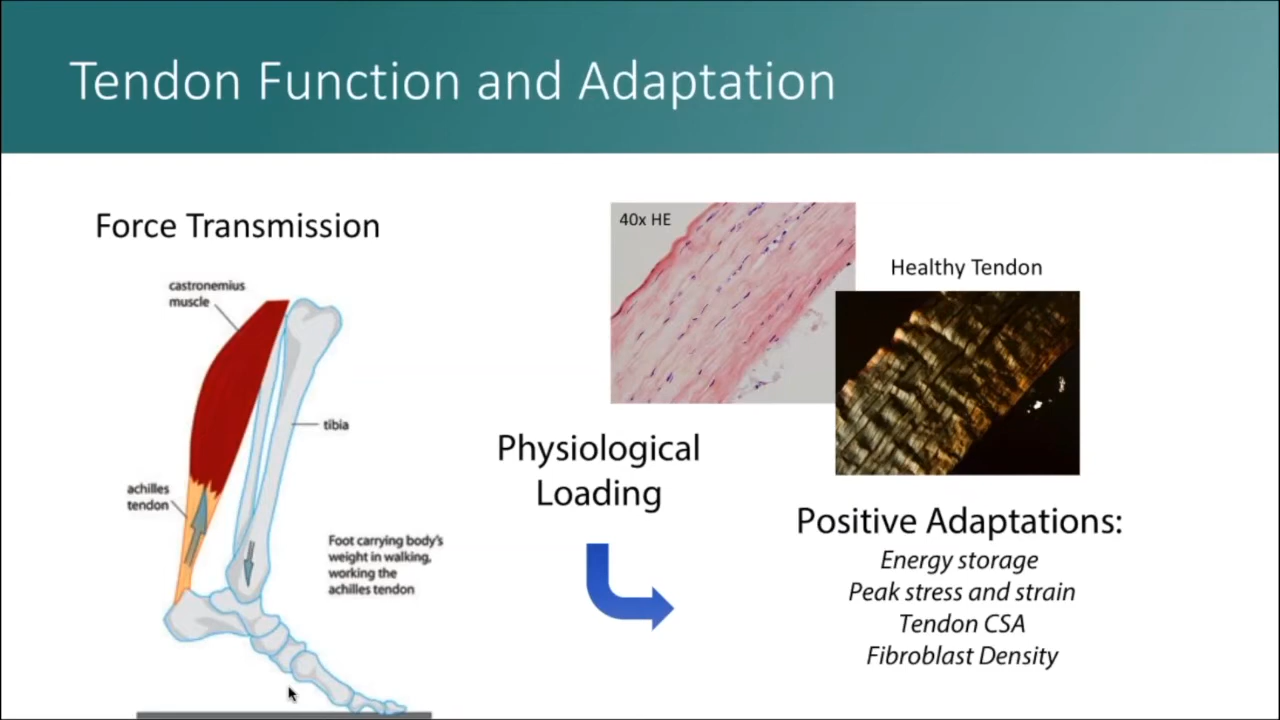 Tendon Function and Adaptation
Force Transmission
castronemius
muscle
tibia
achilles
tendon
Foot carrying body's
weight in walking,
working the
achilles tendon
40x HE
Healthy Tendon
Physiological
Loading
Positive Adaptations:
Energy storage
Peak stress and strain
Tendon CSA
Fibroblast Density